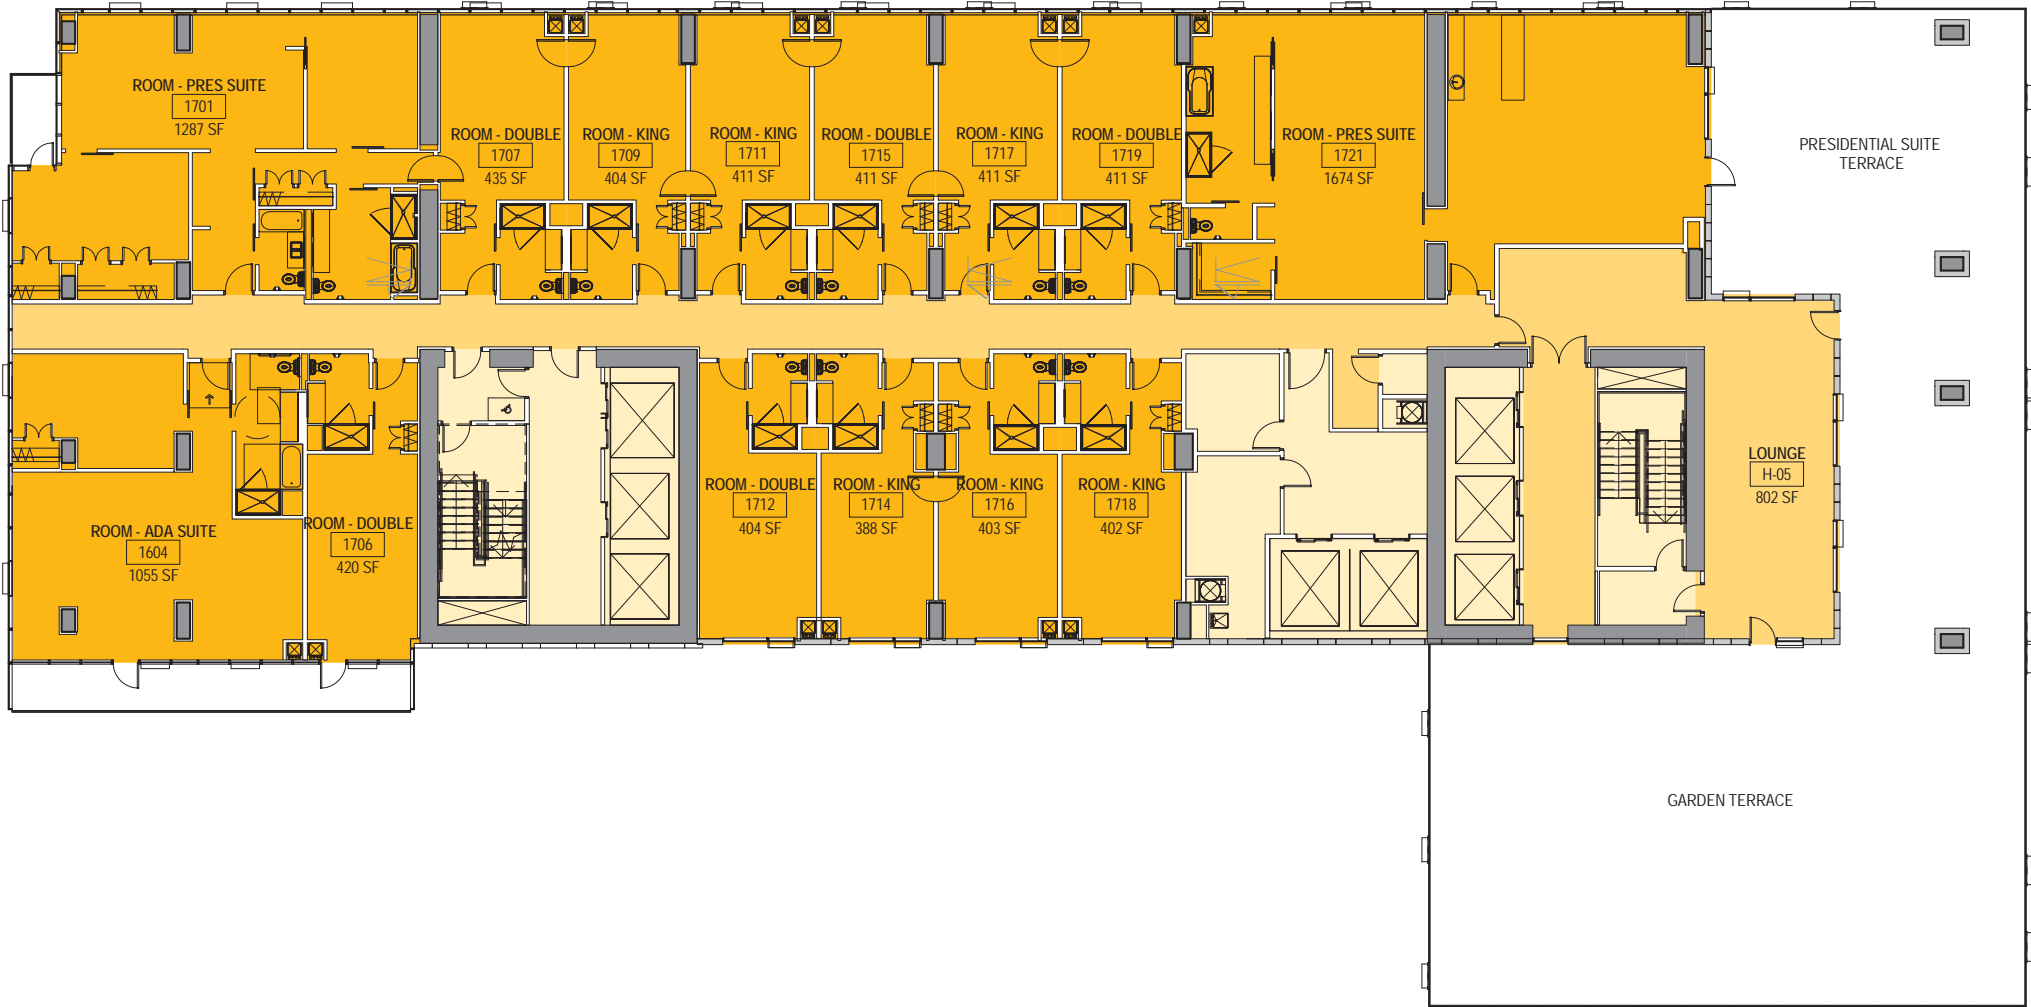 ROOM - PRES SUITE
1701
1287 SF
ROOM - DOUBLE
1707
435 SF
ROOM - KING
1709
404 SF
ROOM - KING
1711
411 SF
ROOM - DOUBLE
1715
411 SF
ROOM - KING
1717
411 SF
ROOM - DOUBLE
1719
411 SF
ROOM - PRES SUITE
1721
1674 SF
PRESIDENTIAL SUITE
TERRACE
ROOM - ADA SUITE
1604
1055 SF
ROOM - DOUBLE
1706
420 SF
ROOM - DOUBLE
1712
404 SF
ROOM - KING
1714
388 SF
ROOM - KING
1716
403 SF
ROOM - KING
1718
402 SF
LOUNGE
H-05
802 SF
GARDEN TERRACE